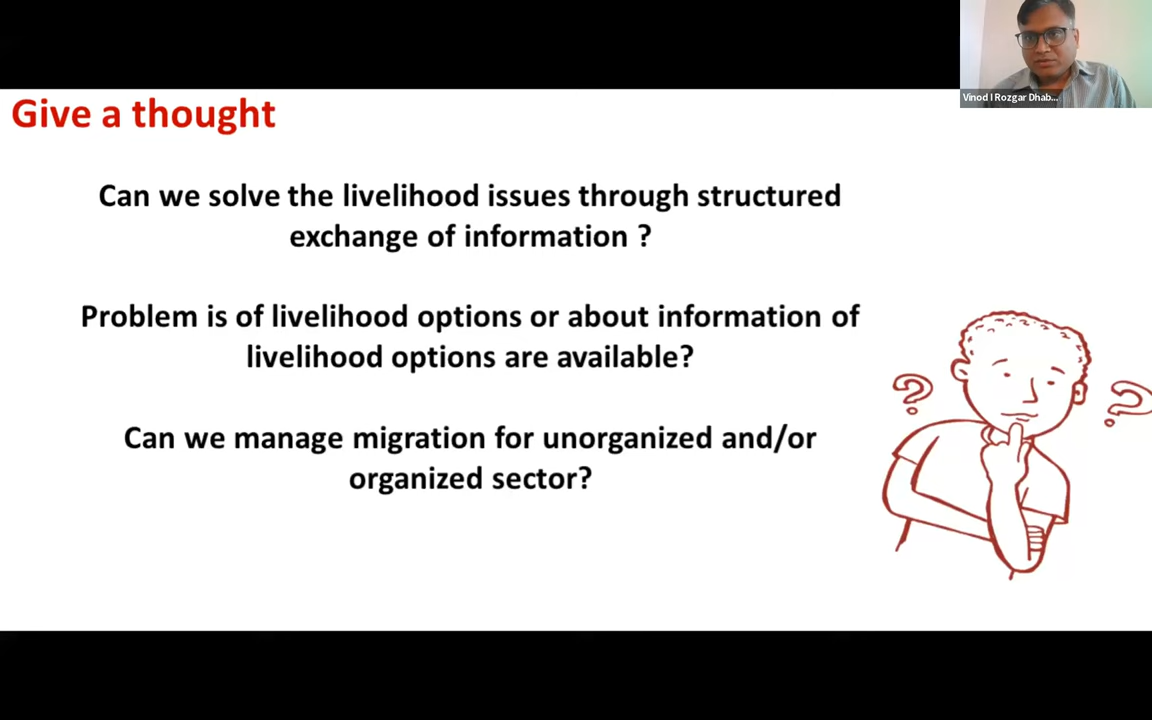 Give a thought
Can we solve the livelihood issues through structured
exchange of information ?
Problem is of livelihood options or about information of
livelihood options are available?
Can we manage migration for unorganized and/or
organized sector?
Vinod I Rozgar Dhab...
? ?